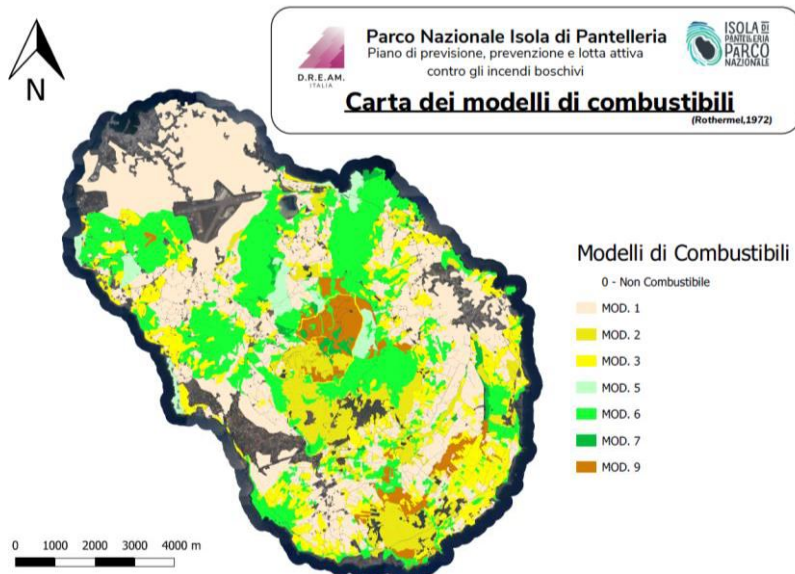 N
D.R.E.AM.
ITALIA
Parco Nazionale Isola di Pantelleria
Piano di previsione, prevenzione e lotta attiva
contro gli incendi boschivi
ISOLA DI
PANTELLERIA
PARCO
NAZIONALE
Carta dei modelli di combustibili
(Rothermel,1972)
Modelli di Combustibili
0 - Non Combustibile
MOD. 1
MOD. 2
MOD. 3
MOD. 5
MOD. 6
MOD. 7
MOD. 9
0 1000 2000 3000 4000 m